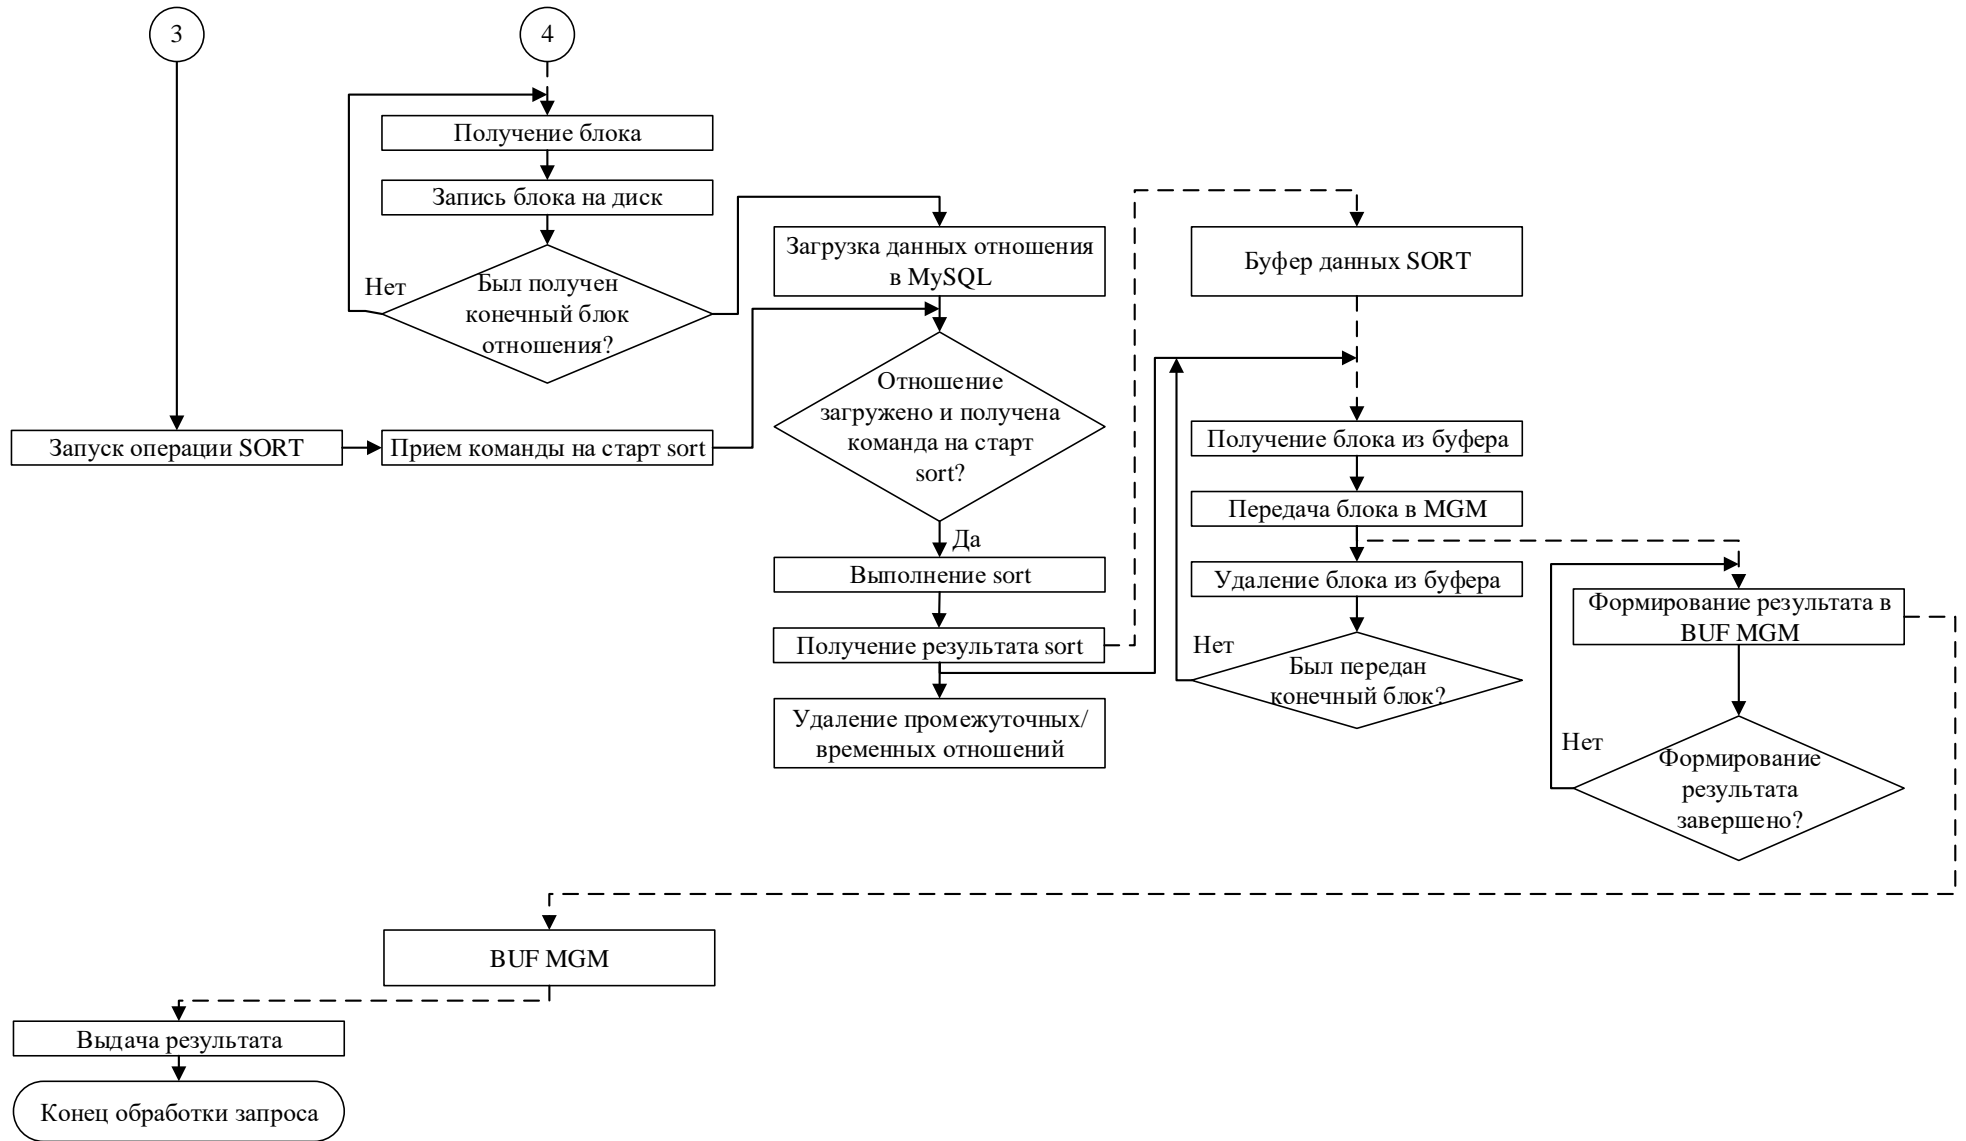 3
4
Получение блока
Запись блока на диск
Нет
Был получен
конечный блок
отношения?
Загрузка данных отношения
в MySQL
Буфер данных SORT
Отношение
загружено и получена
команда на старт
sort?
Запуск операции SORT
Прием команды на старт sort
Получение блока из буфера
Передача блока в MGM
Да
Выполнение sort
Удаление блока из буфера
Формирование результата в
BUF MGM
Получение результата sort
Нет
Был передан
конечный блок?
Удаление промежуточных/
временных отношений
Нет
Формирование
результата
завершено?
BUF MGM
Выдача результата
Конец обработки запроса